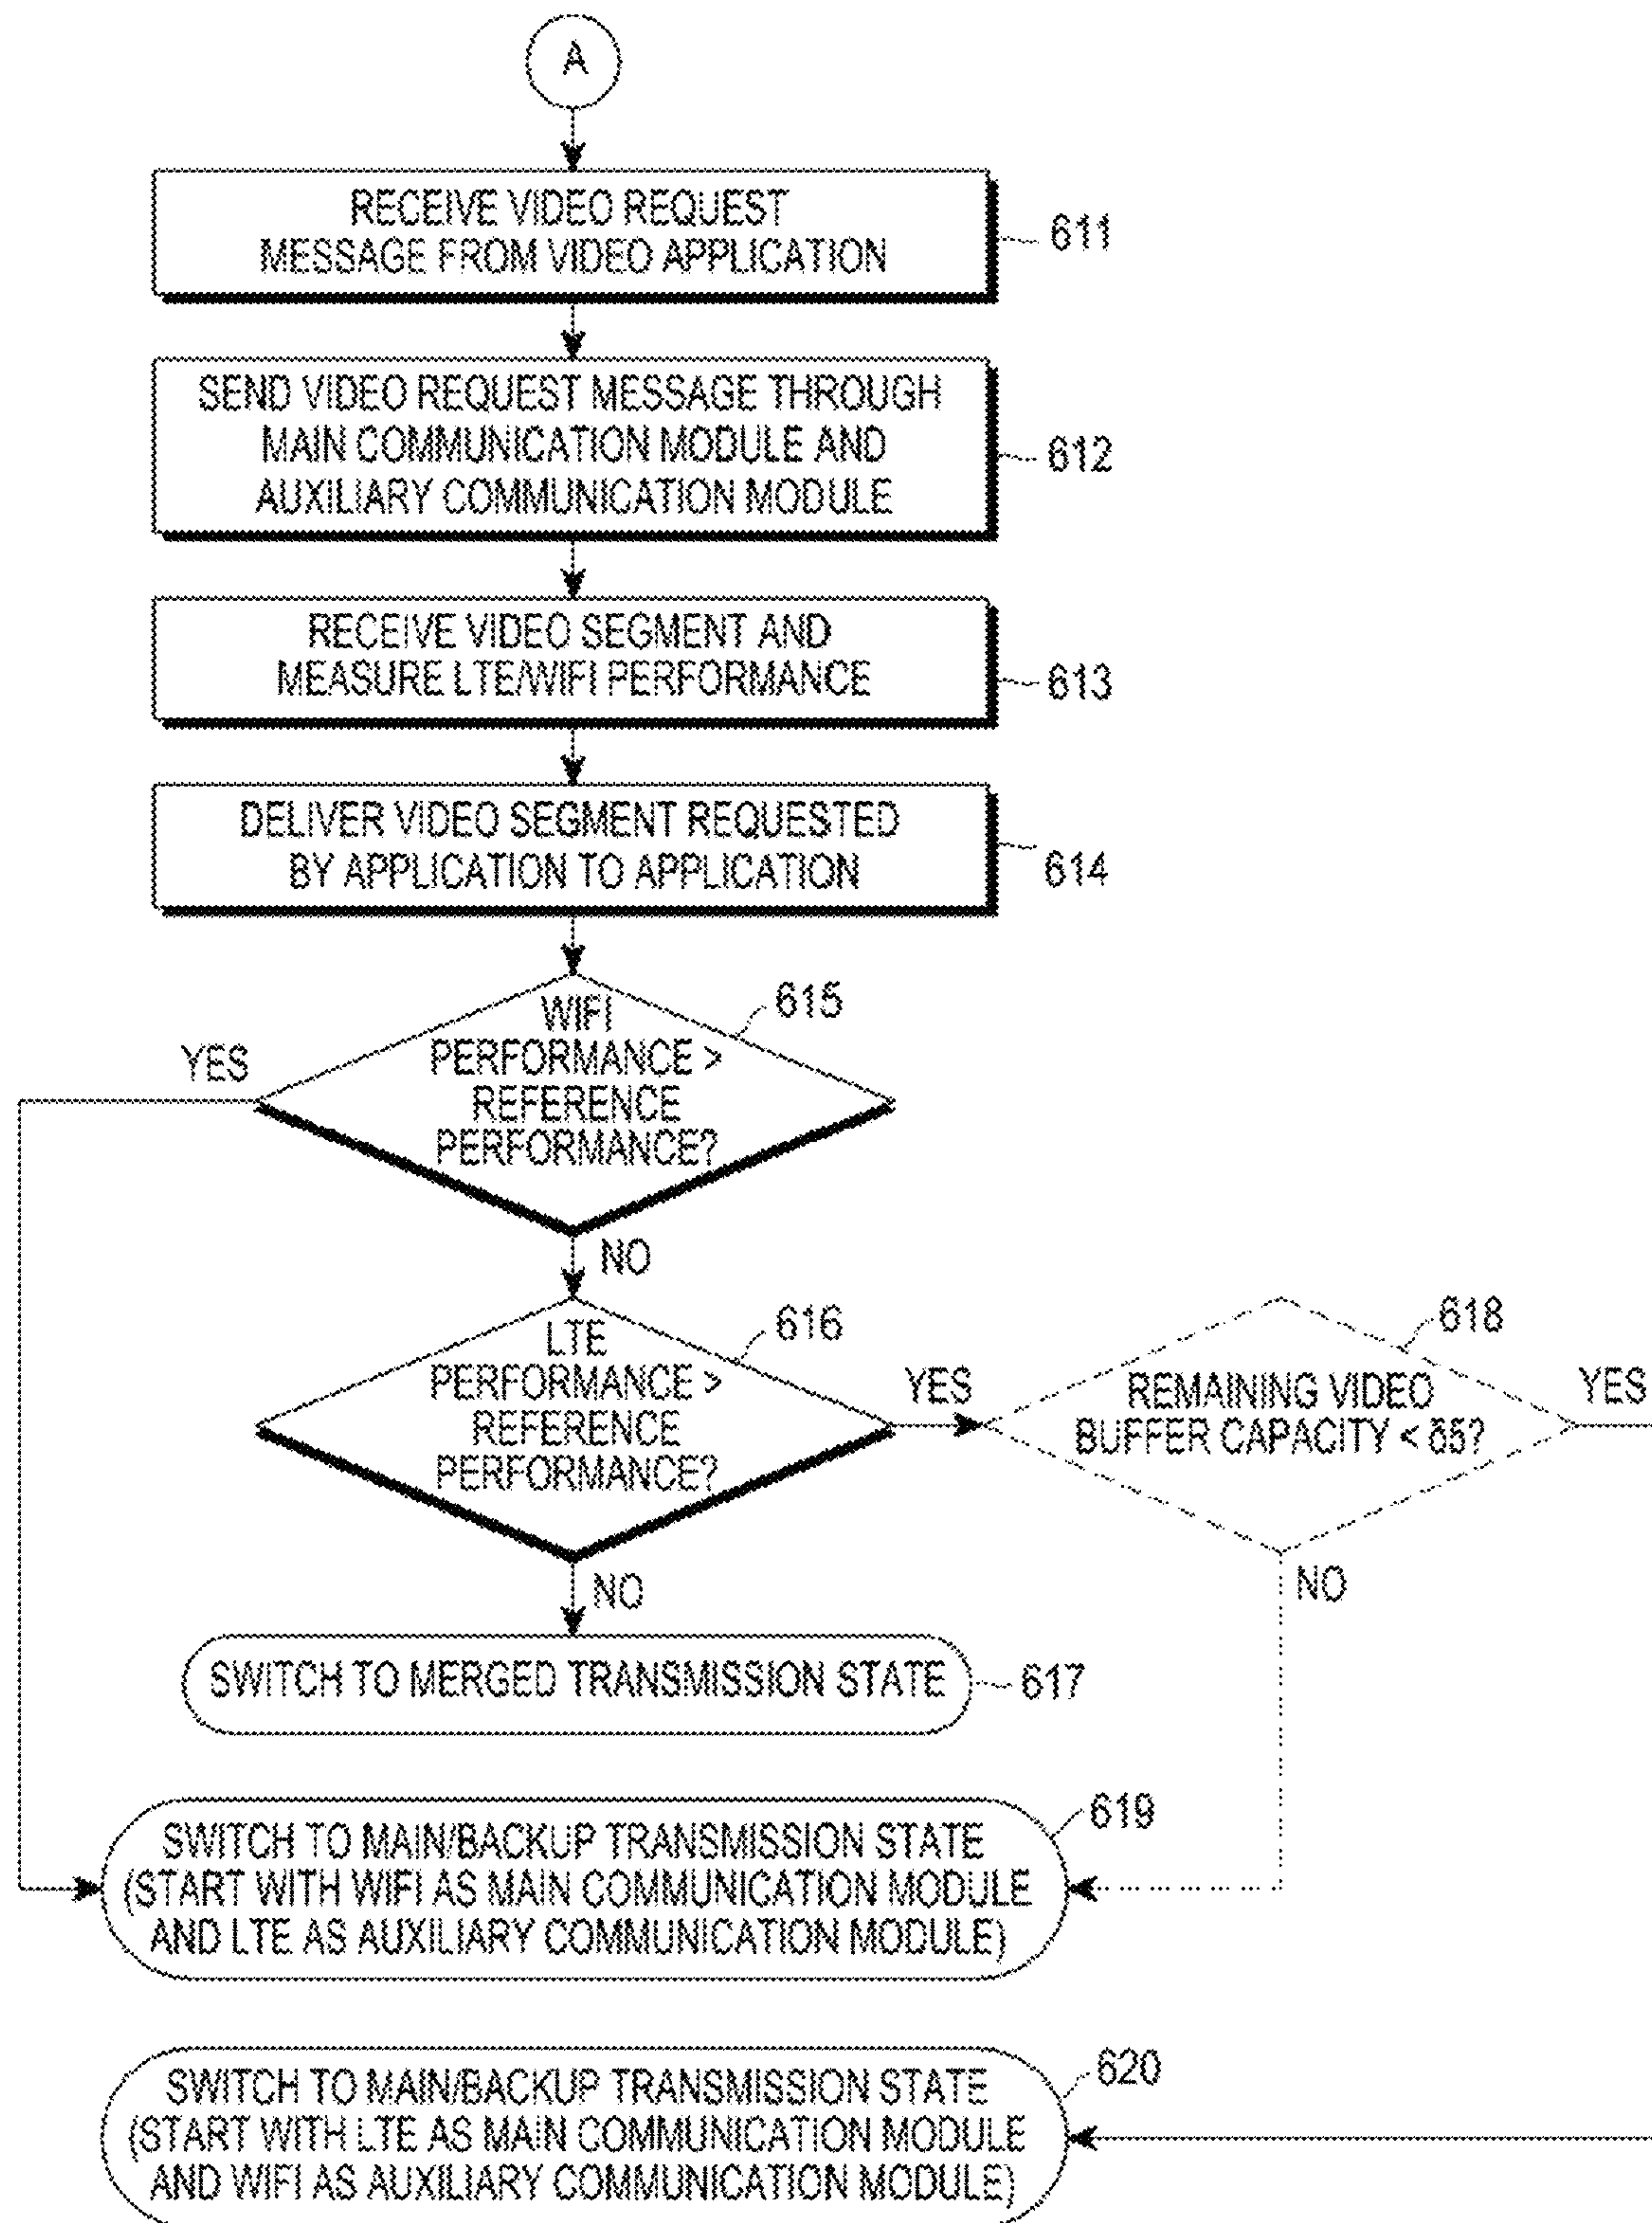 A
RECEIVE VIDEO REQUEST
MESSAGE FROM VIDEO APPLICATION
611
SEND VIDEO REQUEST MESSAGE THROUGH
MAIN COMMUNICATION MODULE AND
AUXILIARY COMMUNICATION MODULE
612
RECEIVE VIDEO SEGMENT AND
MEASURE LTE/WIFI PERFORMANCE
613
DELIVER VIDEO SEGMENT REQUESTED
BY APPLICATION TO APPLICATION
614
WIFI
PERFORMANCE >
REFERENCE
PERFORMANCE?
615
YES
NO
LTE
PERFORMANCE >
REFERENCE
PERFORMANCE?
616
YES
NO
REMAINING VIDEO
BUFFER CAPACITY < δ5?
618
YES
NO
SWITCH TO MERGED TRANSMISSION STATE
617
SWITCH TO MAIN/BACKUP TRANSMISSION STATE
(START WITH WIFI AS MAIN COMMUNICATION MODULE
AND LTE AS AUXILIARY COMMUNICATION MODULE)
619
SWITCH TO MAIN/BACKUP TRANSMISSION STATE
(START WITH LTE AS MAIN COMMUNICATION MODULE
AND WIFI AS AUXILIARY COMMUNICATION MODULE)
620